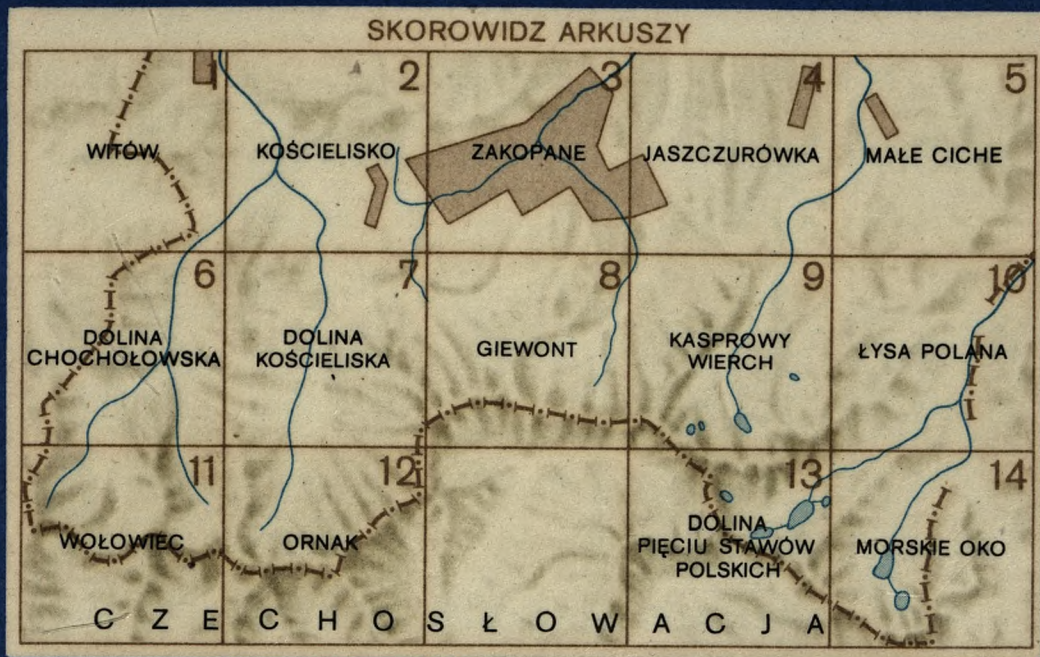 SKOROWIDZ ARKUSZY
1
2
3
4
5
WITÓW
KOŚCIELISKO
ZAKOPANE
JASZCZURÓWKA
MAŁE CICHE
6
7
8
9
10
DOLINA
CHOCHOŁOWSKA
DOLINA
KOŚCIELISKA
GIEWONT
KASPROWY
WIERCH
ŁYSA POLANA
11
12
13
14
WOŁOWIEC
ORNAK
DOLINA
PIĘCIU STAWÓW
POLSKICH
MORSKIE OKO
C Z E C H O S Ł O W A C J A